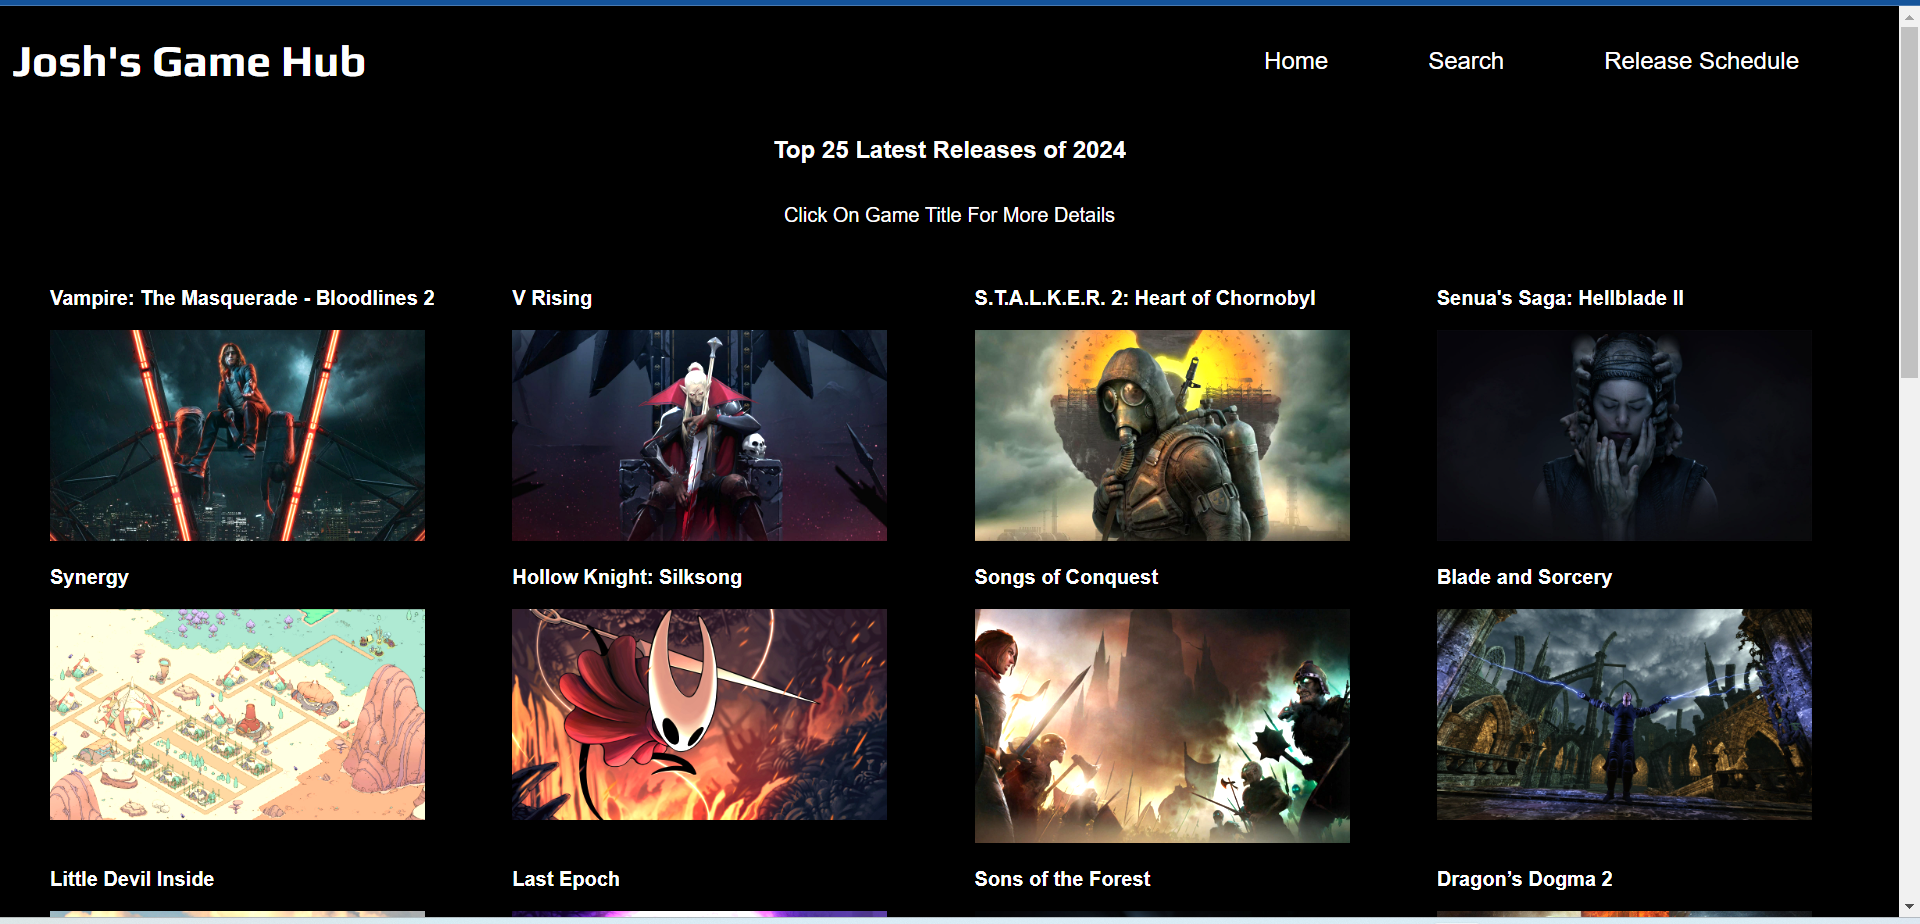 Josh's Game Hub
Home
Search
Release Schedule
Top 25 Latest Releases of 2024
Click On Game Title For More Details
Vampire: The Masquerade - Bloodlines 2
V Rising
S.T.A.L.K.E.R. 2: Heart of Chornobyl
Senua's Saga: Hellblade II
Synergy
Hollow Knight: Silksong
Songs of Conquest
Blade and Sorcery
Little Devil Inside
Last Epoch
Sons of the Forest
Dragon’s Dogma 2